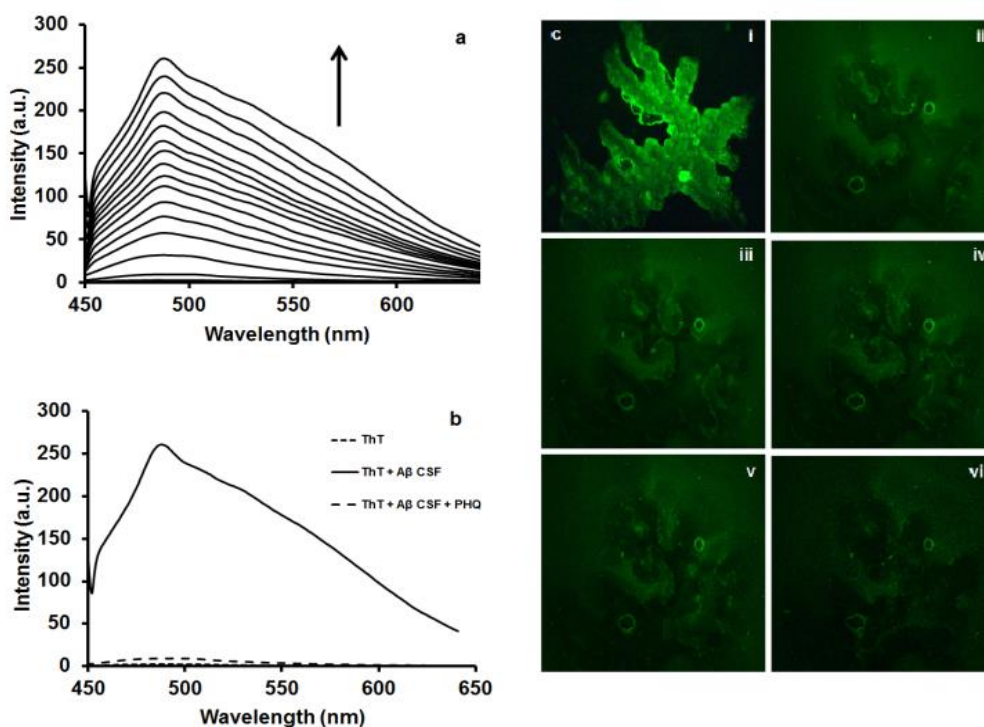 a
300
250
200
150
100
50
0
450 500 550 600
Intensity (a.u.)
Wavelength (nm)
b
300
250
200
150
100
50
0
450 500 550 600 650
Intensity (a.u.)
Wavelength (nm)
ThT
ThT + Aβ CSF
ThT + Aβ CSF + PHQ
c i
ii
iii
iv
v
vi